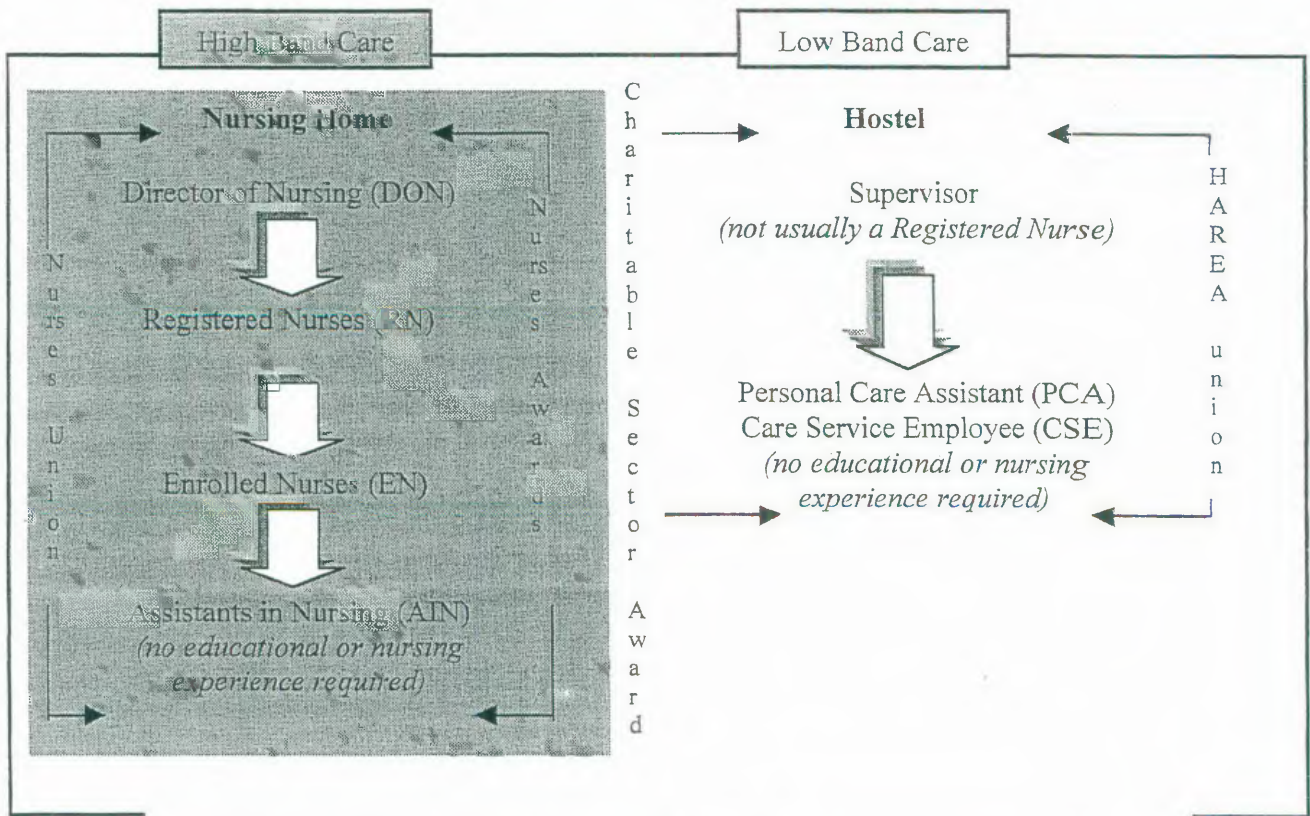 High Band Care
Nursing Home
Director of Nursing (DON)
Registered Nurses (RN)
Enrolled Nurses (EN)
Assistants in Nursing (AIN)
(no educational or nursing
experience required)
Nurses Union
Nurses Awards
Charitable Sector Award
Low Band Care
Hostel
Supervisor
(not usually a Registered Nurse)
Personal Care Assistant (PCA)
Care Service Employee (CSE)
(no educational or nursing
experience required)
HAREA union